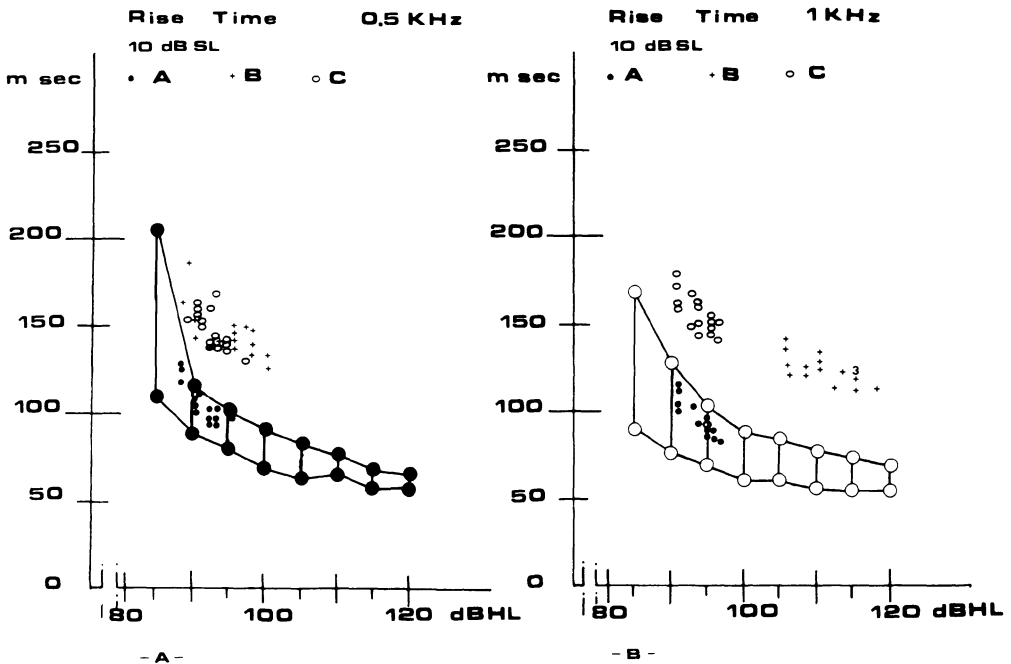 Rise Time 0.5 KHz
10 dB SL
m sec • A + B ○ C
250
200
150
100
50
0
80 100 120 dBHL
- A -
Rise Time 1 KHz
10 dB SL
m sec • A + B ○ C
250
200
150
3
100
50
0
80 100 120 dBHL
- B -